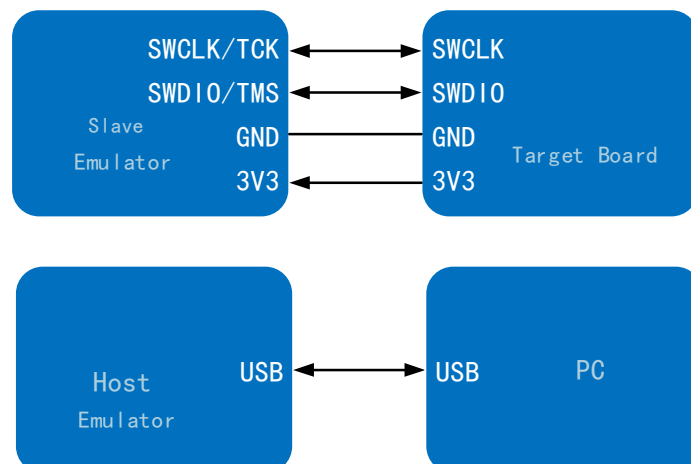 SWCLK/TCK
SWCLK
SWDIO/TMS
SWDIO
Slave
Emulator
GND
GND
Target Board
3V3
3V3
Host
Emulator
USB
USB
PC